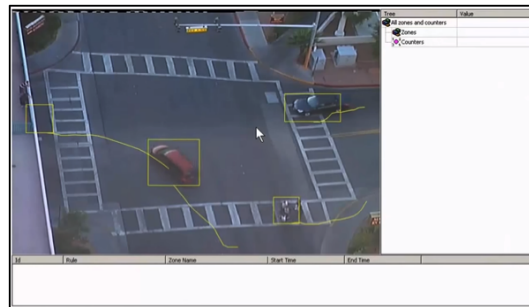 Tree Value
All zones and counters
Zones
Counters
Id Rule Zone Name Start Time End Time